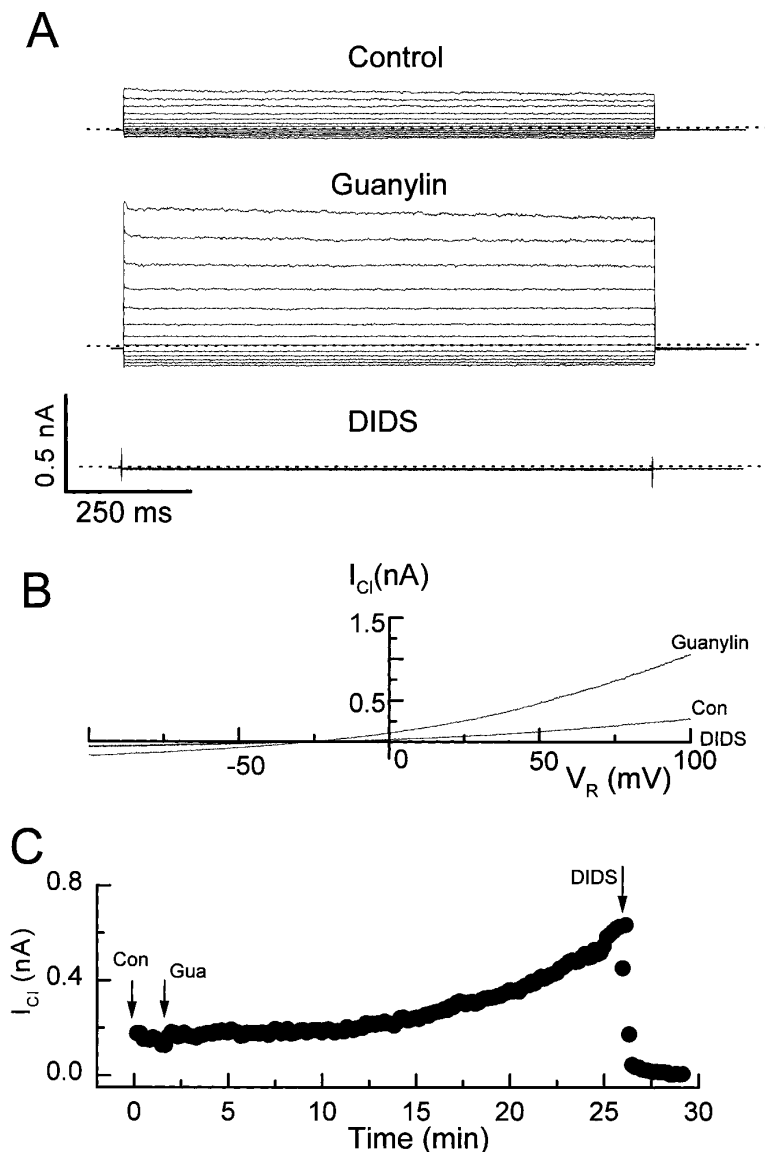 A
Control
Guanylin
DIDS
0.5 nA
250 ms
B
I_Cl(nA)
1.5
Guanylin
0.5
Con
DIDS
-50
0
50
100
V_R (mV)
C
DIDS
0.8
Con
Gua
0.4
I_Cl (nA)
0.0
0
5
10
15
20
25
30
Time (min)